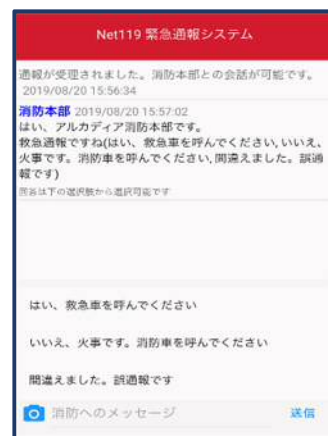 Net119 緊急通報システム
通報が受理されました。消防本部との会話が可能です。
2019/08/20 15:56:34
消防本部 2019/08/20 15:57:02
はい、アルカディア消防本部です。
救急通報ですね(はい、救急車を呼んでください,いいえ、
火事です。消防車を呼んでください,間違えました。誤通
報です)
回答は下の選択肢から選択可能です
はい、救急車を呼んでください
いいえ、火事です。消防車を呼んでください
間違えました。誤通報です
消防へのメッセージ
送信